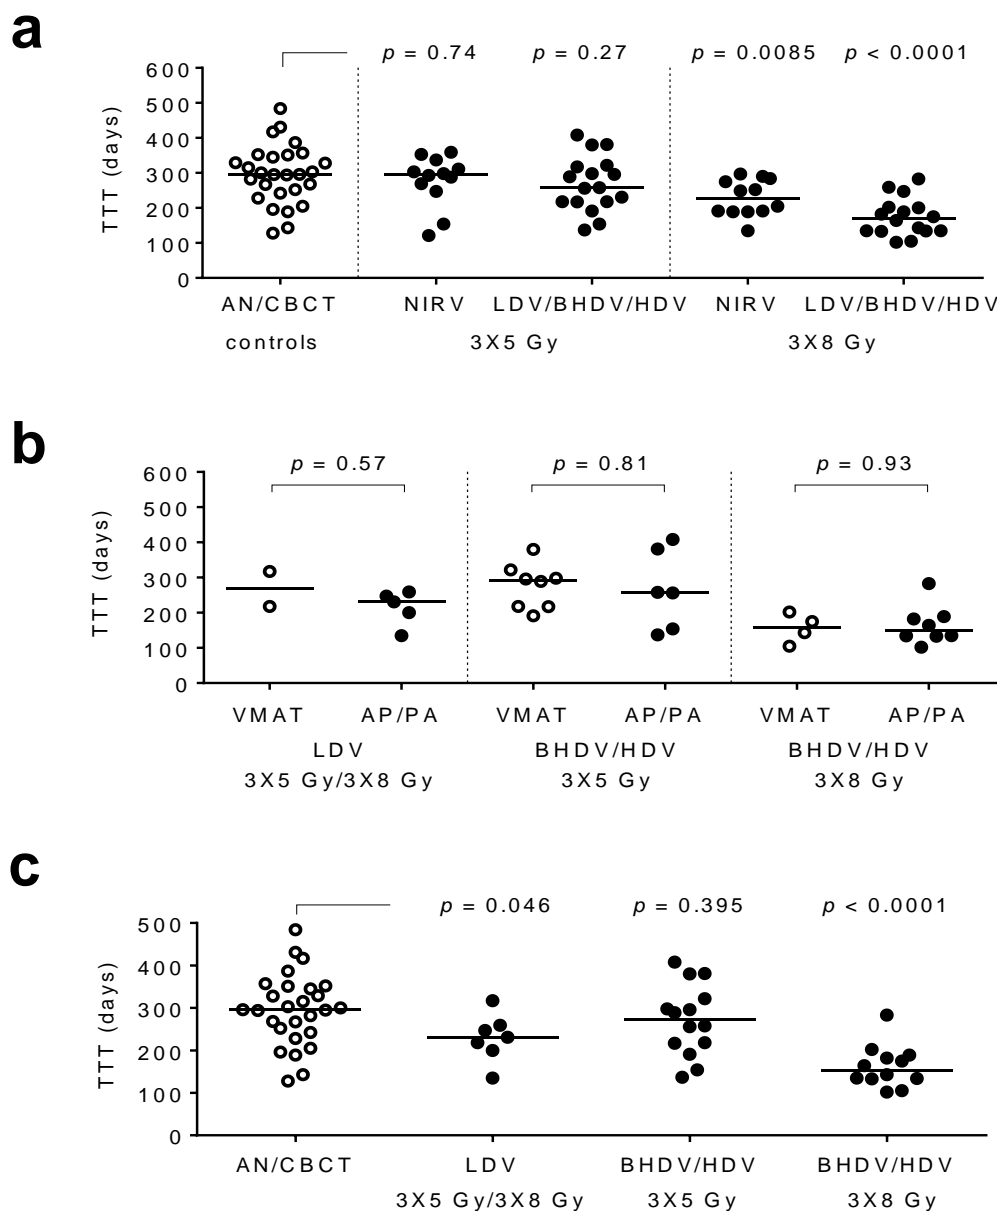 a
p = 0.74 p = 0.27 p = 0.0085 p < 0.0001
600
500
400
300
200
100
0
TTT (days)
AN/CBCT NIRV LDV/BHDV/HDV NIRV LDV/BHDV/HDV
controls 3X5 Gy 3X8 Gy
b
p = 0.57 p = 0.81 p = 0.93
600
500
400
300
200
100
0
TTT (days)
VMAT AP/PA VMAT AP/PA VMAT AP/PA
LDV BHDV/HDV BHDV/HDV
3X5 Gy/3X8 Gy 3X5 Gy 3X8 Gy
c
p = 0.046 p = 0.395 p < 0.0001
500
400
300
200
100
0
TTT (days)
AN/CBCT LDV BHDV/HDV BHDV/HDV
3X5 Gy/3X8 Gy 3X5 Gy 3X8 Gy